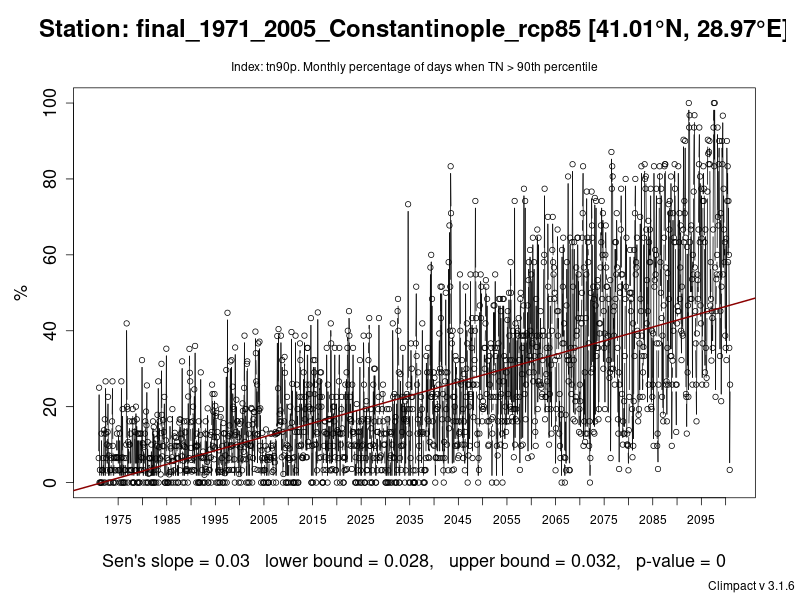 Station: final_1971_2005_Constantinople_rcp85 [41.01°N, 28.97°E]
Index: tn90p. Monthly percentage of days when TN > 90th percentile
100
80
60
40
20
0
%
1975 1985 1995 2005 2015 2025 2035 2045 2055 2065 2075 2085 2095
Sen's slope = 0.03 lower bound = 0.028, upper bound = 0.032, p-value = 0
Climpact v 3.1.6